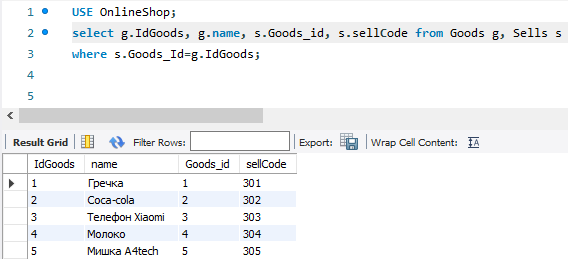 1 USE OnlineShop;
2 select g.IdGoods, g.name, s.Goods_id, s.sellCode from Goods g, Sells s
3 where s.Goods_Id=g.IdGoods;
4
5
Result Grid Filter Rows: Export: Wrap Cell Content: IA
IdGoods name Goods_id sellCode
1 Гречка 1 301
2 Coca-cola 2 302
3 Телефон Xiaomi 3 303
4 Молоко 4 304
5 Мишка A4tech 5 305